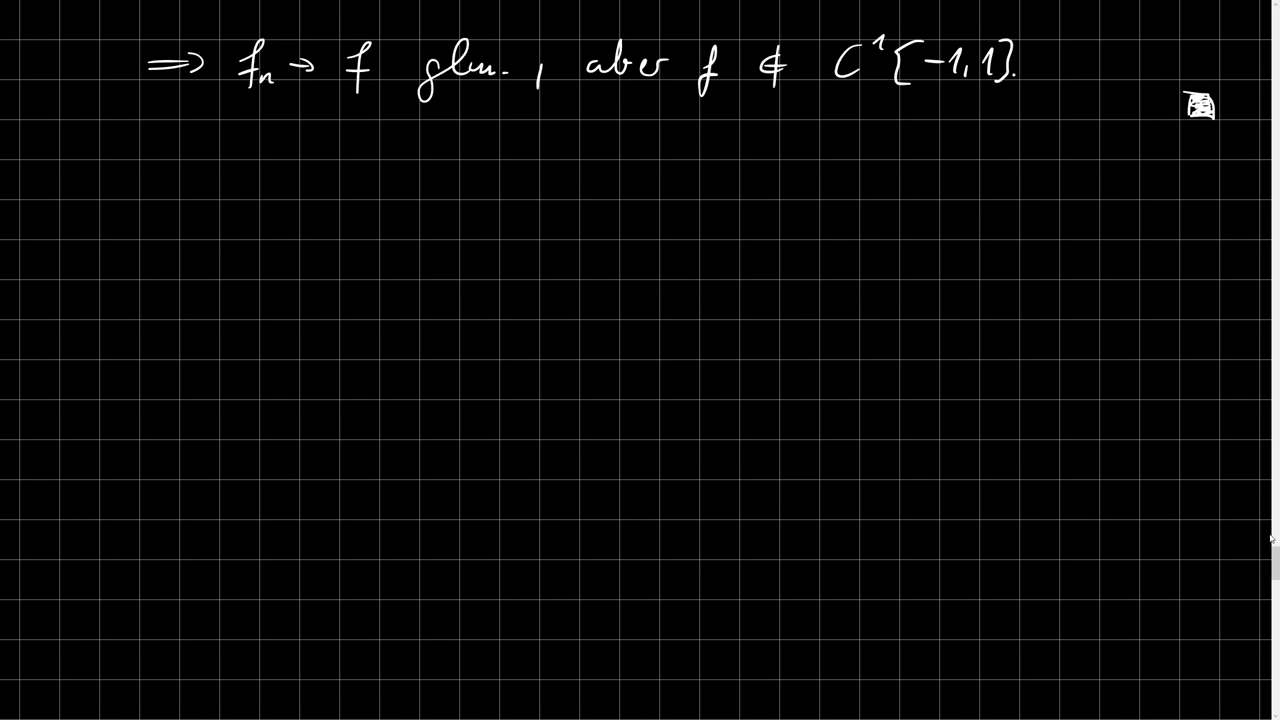 ⟹ fₙ → f glm. , aber f ∉ C¹[-1,1].